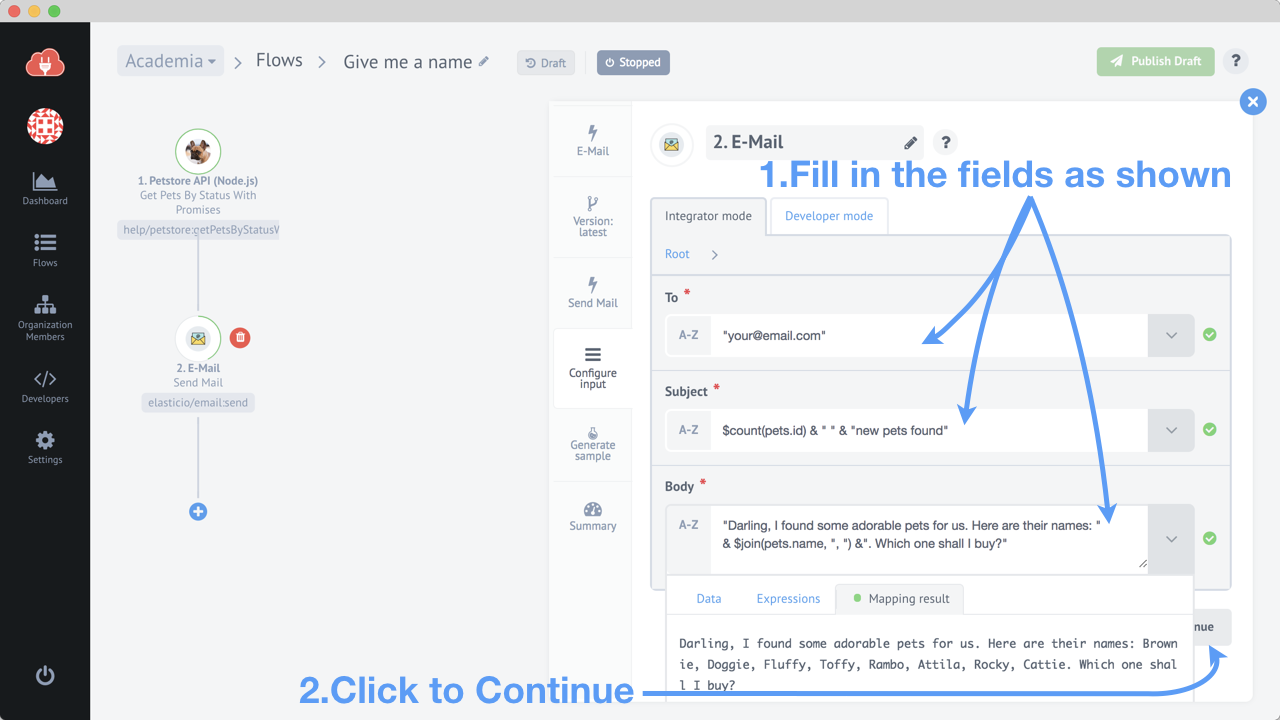 Academia
Flows
Give me a name
Draft
Stopped
Publish Draft
?
Dashboard
Flows
Organization
Members
Developers
Settings
1. Petstore API (Node.js)
Get Pets By Status With
Promises
help/petstore:getPetsByStatusW
2. E-Mail
Send Mail
elasticio/email:send
E-Mail
Version:
latest
Send Mail
Configure
input
Generate
sample
Summary
2. E-Mail
?
1.Fill in the fields as shown
Integrator mode
Developer mode
Root
To *
A-Z
"your@email.com"
Subject *
A-Z
$count(pets.id) & " " & "new pets found"
Body *
A-Z
"Darling, I found some adorable pets for us. Here are their names: "
& $join(pets.name, ", ") &". Which one shall I buy?"
Data
Expressions
Mapping result
Darling, I found some adorable pets for us. Here are their names: Brown
ie, Doggie, Fluffy, Toffy, Rambo, Attila, Rocky, Cattie. Which one shal
l I buy?
nue
2.Click to Continue